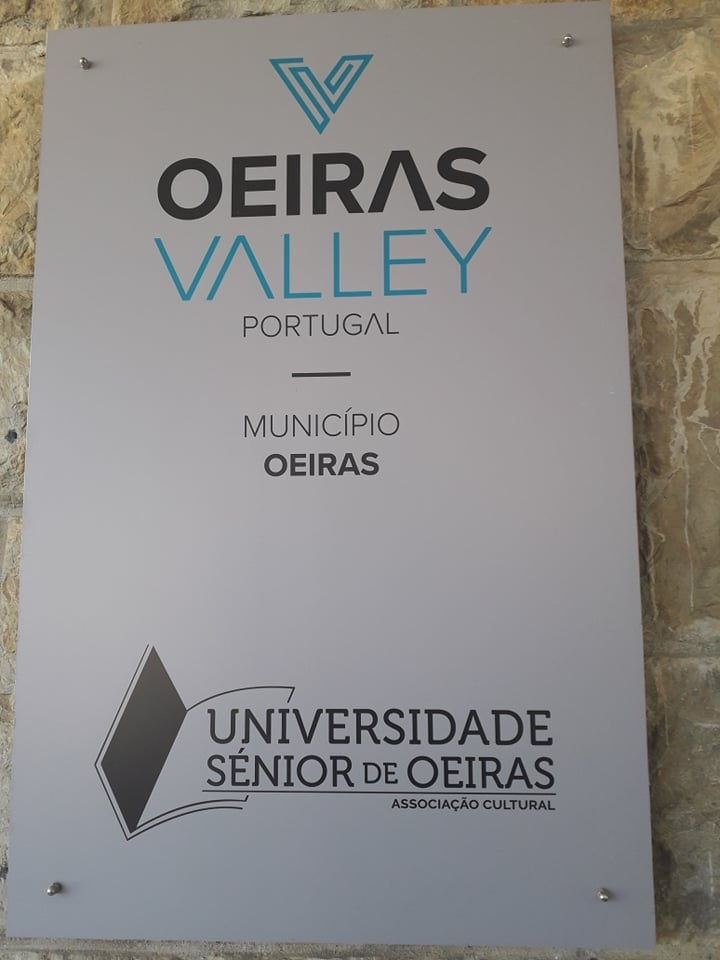 OEIRAS
VALLEY
PORTUGAL
MUNICÍPIO
OEIRAS
UNIVERSIDADE
SÉNIOR DE OEIRAS
ASSOCIAÇÃO CULTURAL